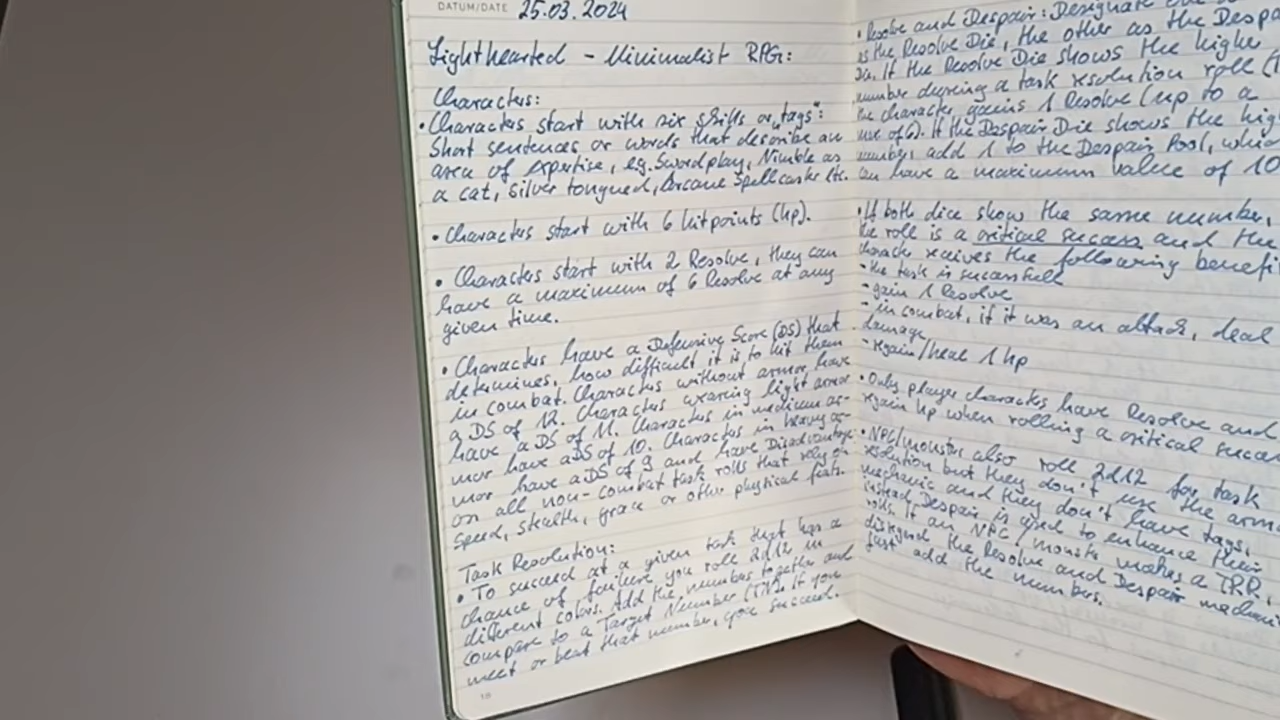 DATUM/DATE 25.03.2024
Lighthearted - Minimalist RPG:
Characters:
• Characters start with six skills or „tags":
Short sentences or words that describe an
area of expertise, e.g. Swordplay, Nimble as
a cat, Silver tongued, Arcane Spellcaster etc.
• Characters start with 6 hitpoints (hp).
• Characters start with 2 Resolve, they can
have a maximum of 6 Resolve at any
given time.
• Characters have a Defensive Score (DS) that
determines, how difficult it is to hit them
in combat. Characters without armor have
a DS of 12. Characters wearing light armor
have a DS of 11. Characters in medium ar-
mor have a DS of 10. Characters in heavy ar-
mor have a DS of 9 and have Disadvantage
on all non-combat task rolls that rely on
speed, stealth, grace or other physical feats.
Task Resolution:
• To succeed at a given task that has a
chance of failure you roll 2d12 in
different colors. Add the numbers together and
compare to a Target Number (TN). If you
meet or beat that number, you succeed.
• Resolve and Despair: Designate
as the Resolve Die, the other as the Despa
Die. If the Resolve Die shows the higher
number during a task resolution roll (T
the character gains 1 Resolve (up to a
max of 6). If the Despair Die shows the hig
number, add 1 to the Despair Pool, whic
can have a maximum value of 10
• If both dice show the same number,
the roll is a critical success and the
character receives the following benefi
- the task is successfull
- gain 1 Resolve
- in combat, if it was an attack, deal
damage
- regain/heal 1 hp
• Only player characters have Resolve and
regain hp when rolling a critical succes
• NPC/monsters also roll 2d12 for task
resolution but they don't use the armo
mechanic and they don't have tags,
instead Despair is used to enhance their
rolls. If an NPC/monster makes a TRR,
disregard the Resolve and Despair mechani
just add the numbers.